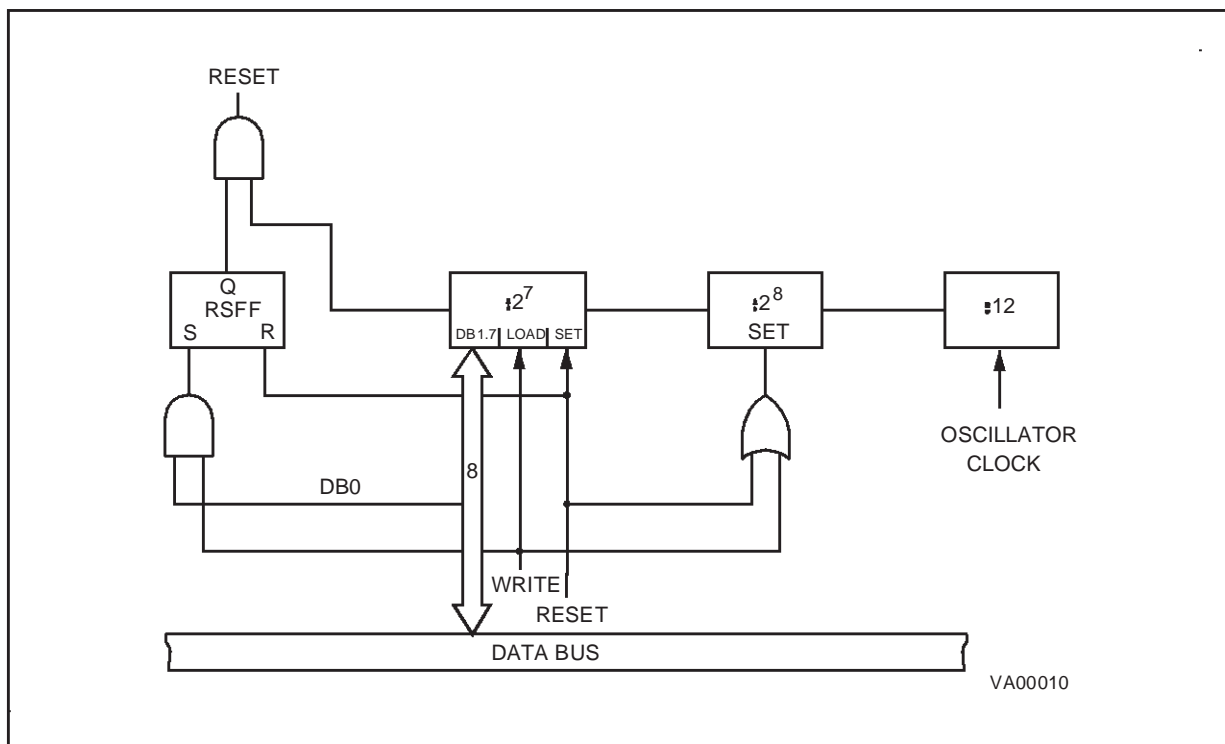 RESET
Q
RSFF
S R
÷2⁷
DB1.7 LOAD SET
÷2⁸
SET
÷12
OSCILLATOR
CLOCK
DB0
8
WRITE
RESET
DATA BUS
VA00010